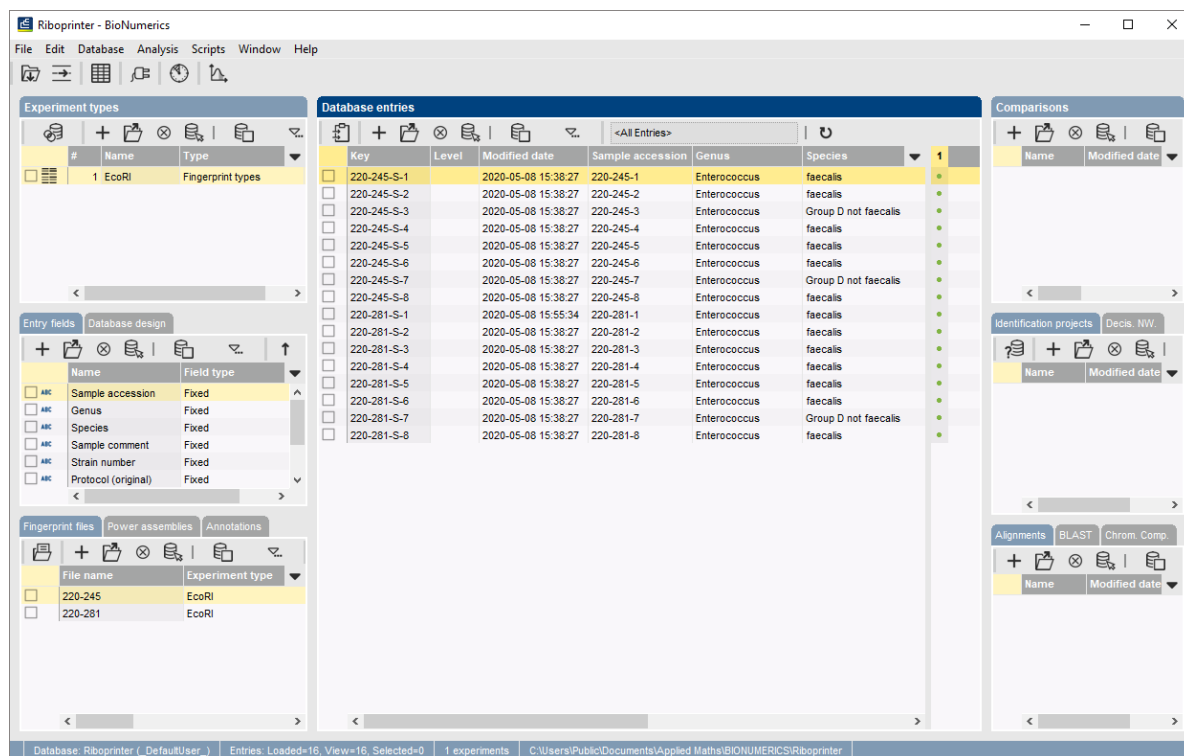 Riboprinter - BioNumerics
File Edit Database Analysis Scripts Window Help
Experiment types
# Name Type
1 EcoRI Fingerprint types
Entry fields Database design
Name Field type
ABC Sample accession Fixed
ABC Genus Fixed
ABC Species Fixed
ABC Sample comment Fixed
ABC Strain number Fixed
ABC Protocol (original) Fixed
Fingerprint files Power assemblies Annotations
File name Experiment type
220-245 EcoRI
220-281 EcoRI
Database entries
<All Entries>
Key Level Modified date Sample accession Genus Species 1
220-245-S-1 2020-05-08 15:38:27 220-245-1 Enterococcus faecalis
220-245-S-2 2020-05-08 15:38:27 220-245-2 Enterococcus faecalis
220-245-S-3 2020-05-08 15:38:27 220-245-3 Enterococcus Group D not faecalis
220-245-S-4 2020-05-08 15:38:27 220-245-4 Enterococcus faecalis
220-245-S-5 2020-05-08 15:38:27 220-245-5 Enterococcus faecalis
220-245-S-6 2020-05-08 15:38:27 220-245-6 Enterococcus faecalis
220-245-S-7 2020-05-08 15:38:27 220-245-7 Enterococcus Group D not faecalis
220-245-S-8 2020-05-08 15:38:27 220-245-8 Enterococcus faecalis
220-281-S-1 2020-05-08 15:55:34 220-281-1 Enterococcus faecalis
220-281-S-2 2020-05-08 15:38:27 220-281-2 Enterococcus faecalis
220-281-S-3 2020-05-08 15:38:27 220-281-3 Enterococcus faecalis
220-281-S-4 2020-05-08 15:38:27 220-281-4 Enterococcus faecalis
220-281-S-5 2020-05-08 15:38:27 220-281-5 Enterococcus faecalis
220-281-S-6 2020-05-08 15:38:27 220-281-6 Enterococcus faecalis
220-281-S-7 2020-05-08 15:38:27 220-281-7 Enterococcus Group D not faecalis
220-281-S-8 2020-05-08 15:38:27 220-281-8 Enterococcus faecalis
Comparisons
Name Modified date
Identification projects Decis. NW.
Name Modified date
Alignments BLAST Chrom. Comp.
Name Modified date
Database: Riboprinter (_DefaultUser_) Entries: Loaded=16, View=16, Selected=0 1 experiments C:\Users\Public\Documents\Applied Maths\BIONUMERICS\Riboprinter